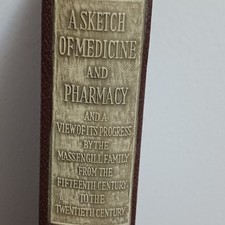 A SKETCH
OF MEDICINE
AND
PHARMACY
AND A
VIEW OF ITS PROGRESS
BY THE
MASSENGILL FAMILY
FROM THE
FIFTEENTH CENTURY
TO THE
TWENTIETH CENTURY